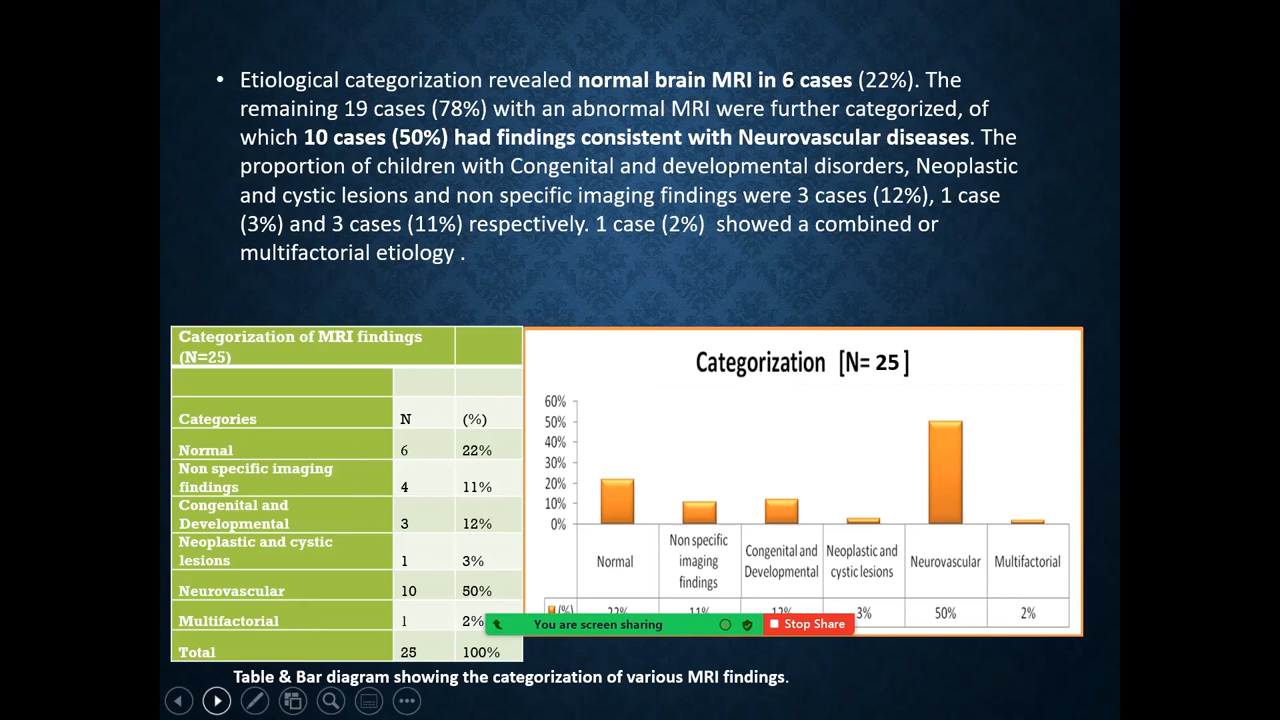 • Etiological categorization revealed normal brain MRI in 6 cases (22%). The
remaining 19 cases (78%) with an abnormal MRI were further categorized, of
which 10 cases (50%) had findings consistent with Neurovascular diseases. The
proportion of children with Congenital and developmental disorders, Neoplastic
and cystic lesions and non specific imaging findings were 3 cases (12%), 1 case
(3%) and 3 cases (11%) respectively. 1 case (2%) showed a combined or
multifactorial etiology .
Categorization of MRI findings
(N=25)
Categories N (%)
Normal 6 22%
Non specific imaging
findings 4 11%
Congenital and
Developmental 3 12%
Neoplastic and cystic
lesions 1 3%
Neurovascular 10 50%
Multifactorial 1 2%
Total 25 100%
Categorization [N= 25 ]
60%
50%
40%
30%
20%
10%
0%
Normal
Non specific
imaging
findings
Congenital and
Developmental
Neoplastic and
cystic lesions
Neurovascular
Multifactorial
(%) 22% 11% 12% 3% 50% 2%
You are screen sharing
Stop Share
Table & Bar diagram showing the categorization of various MRI findings.